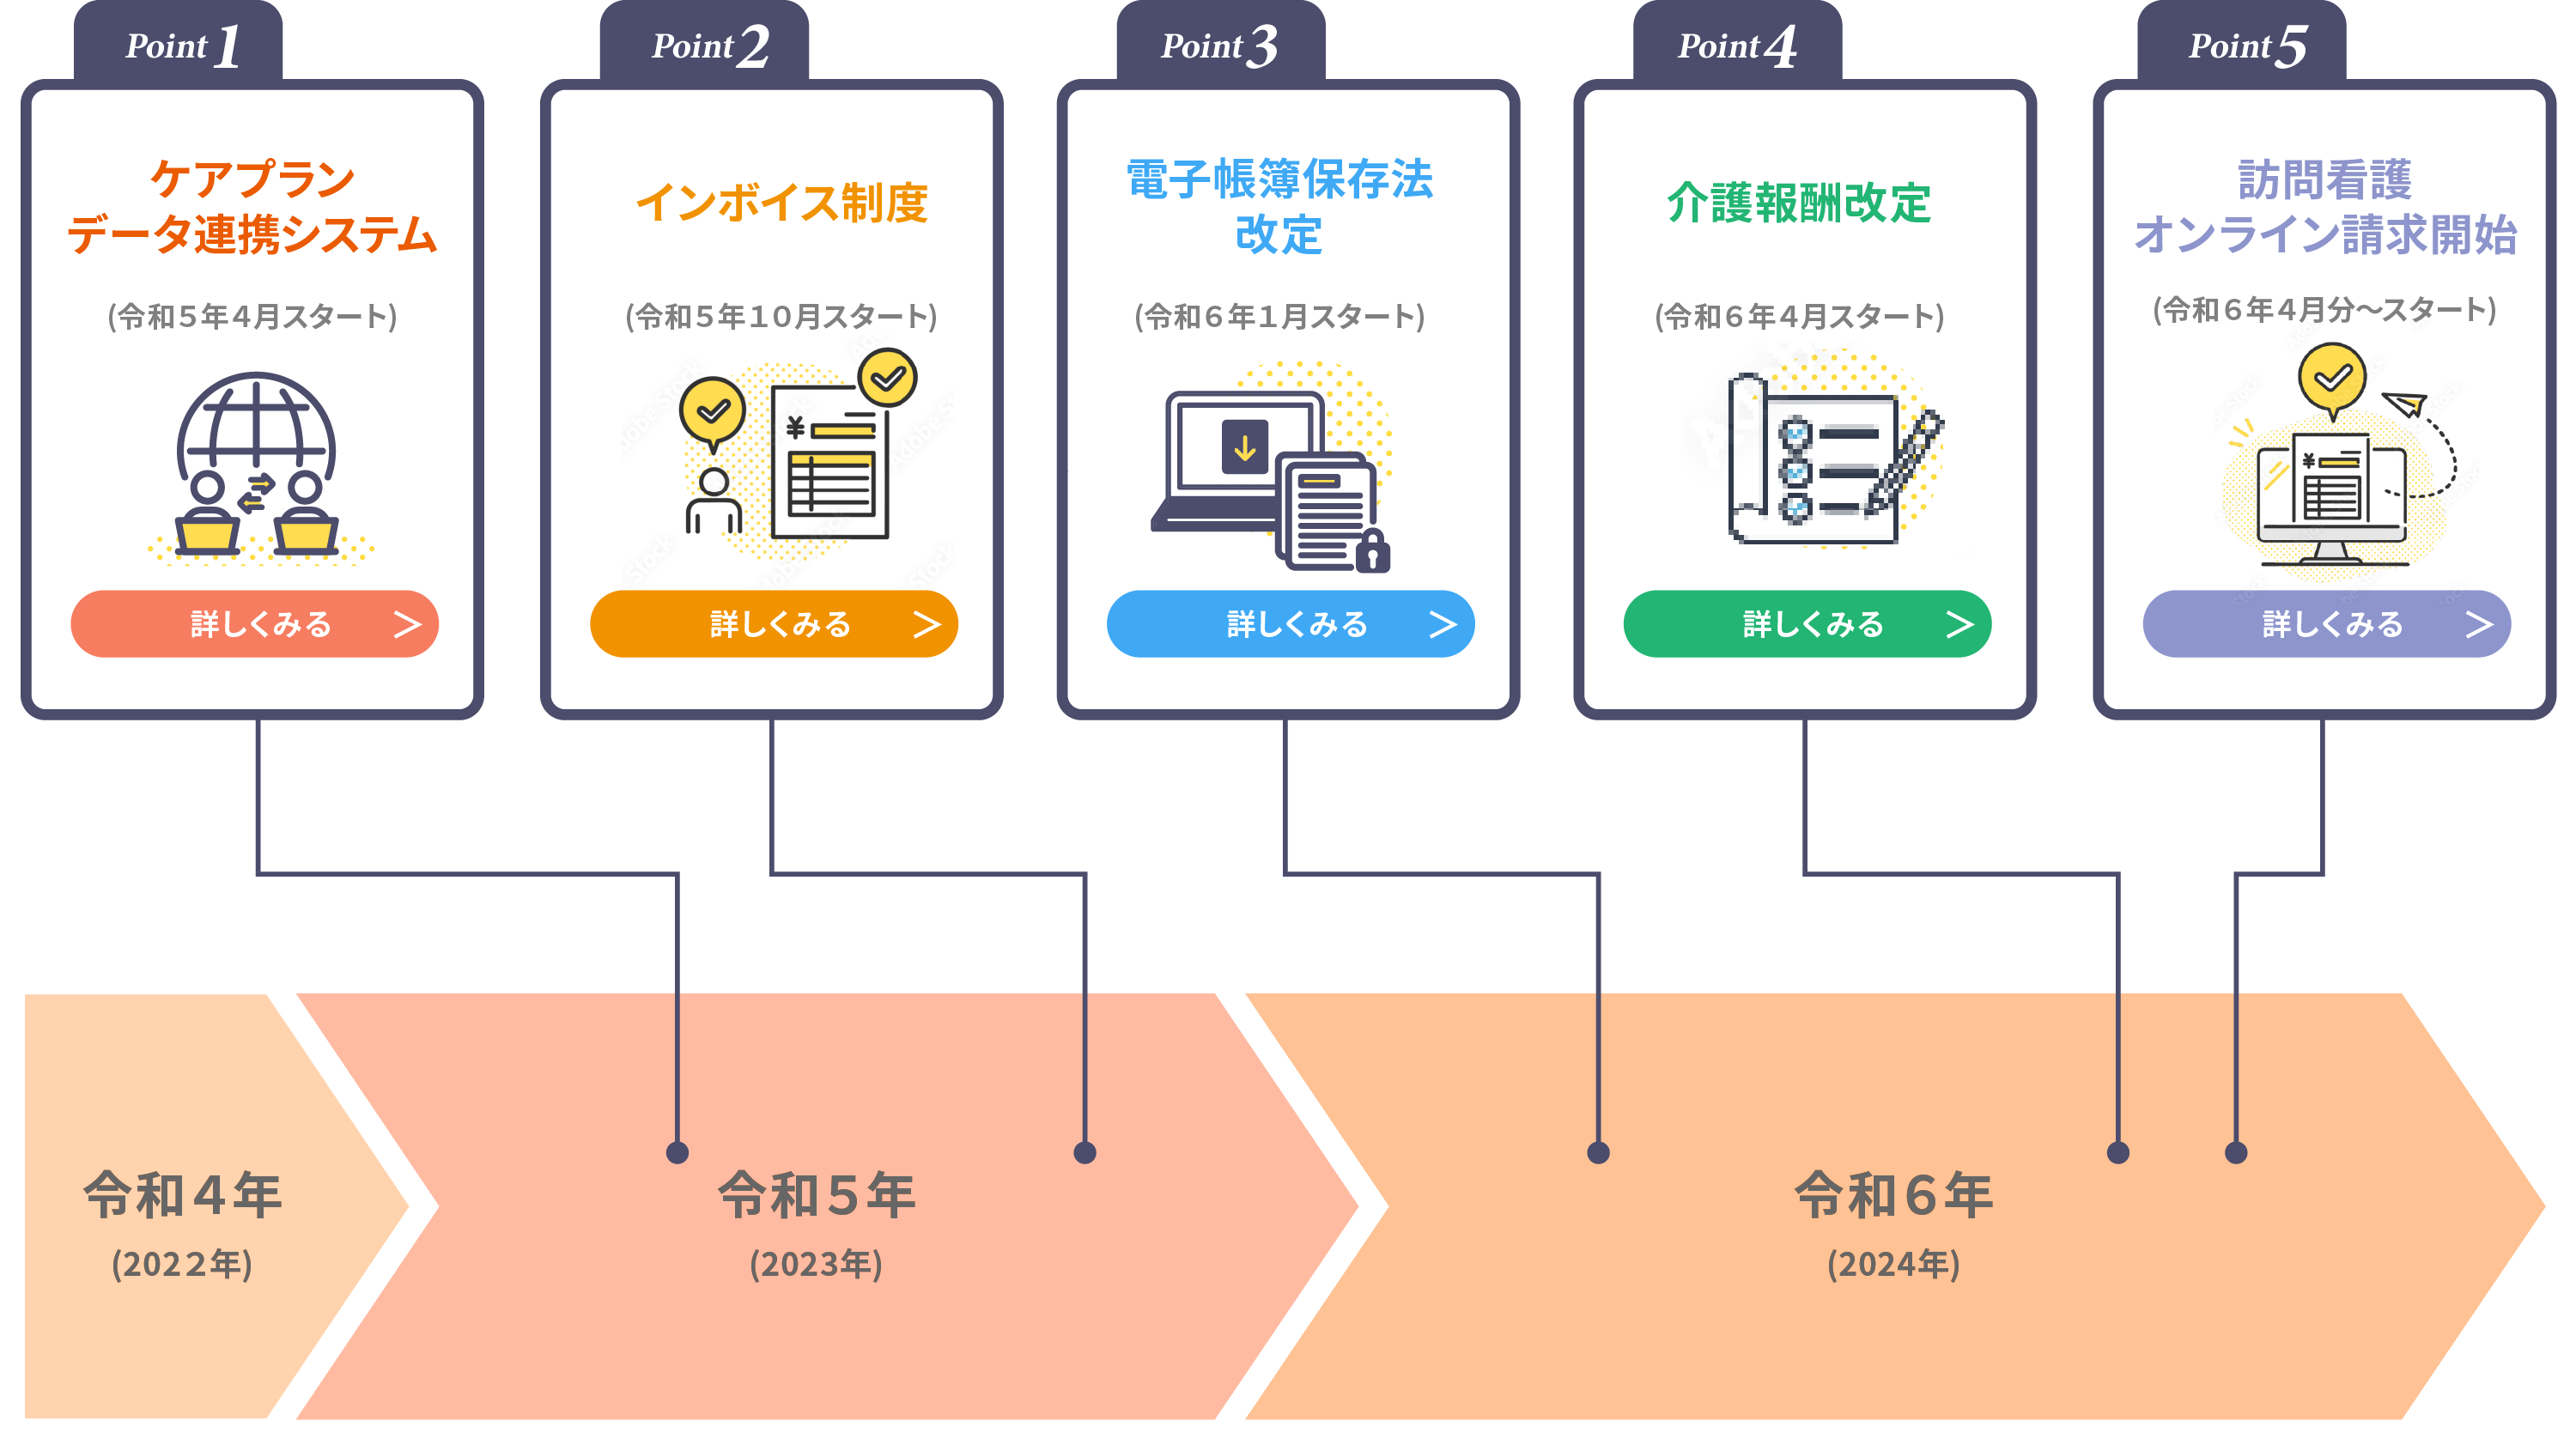 Point 1
ケアプラン
データ連携システム
(令和５年４月スタート)
詳しくみる >
Point 2
インボイス制度
(令和５年１０月スタート)
¥
詳しくみる >
Point 3
電子帳簿保存法
改定
(令和６年１月スタート)
詳しくみる >
Point 4
介護報酬改定
(令和６年４月スタート)
詳しくみる >
Point 5
訪問看護
オンライン請求開始
(令和６年４月分～スタート)
¥
詳しくみる >
令和４年
(202２年)
令和５年
(2023年)
令和６年
(2024年)